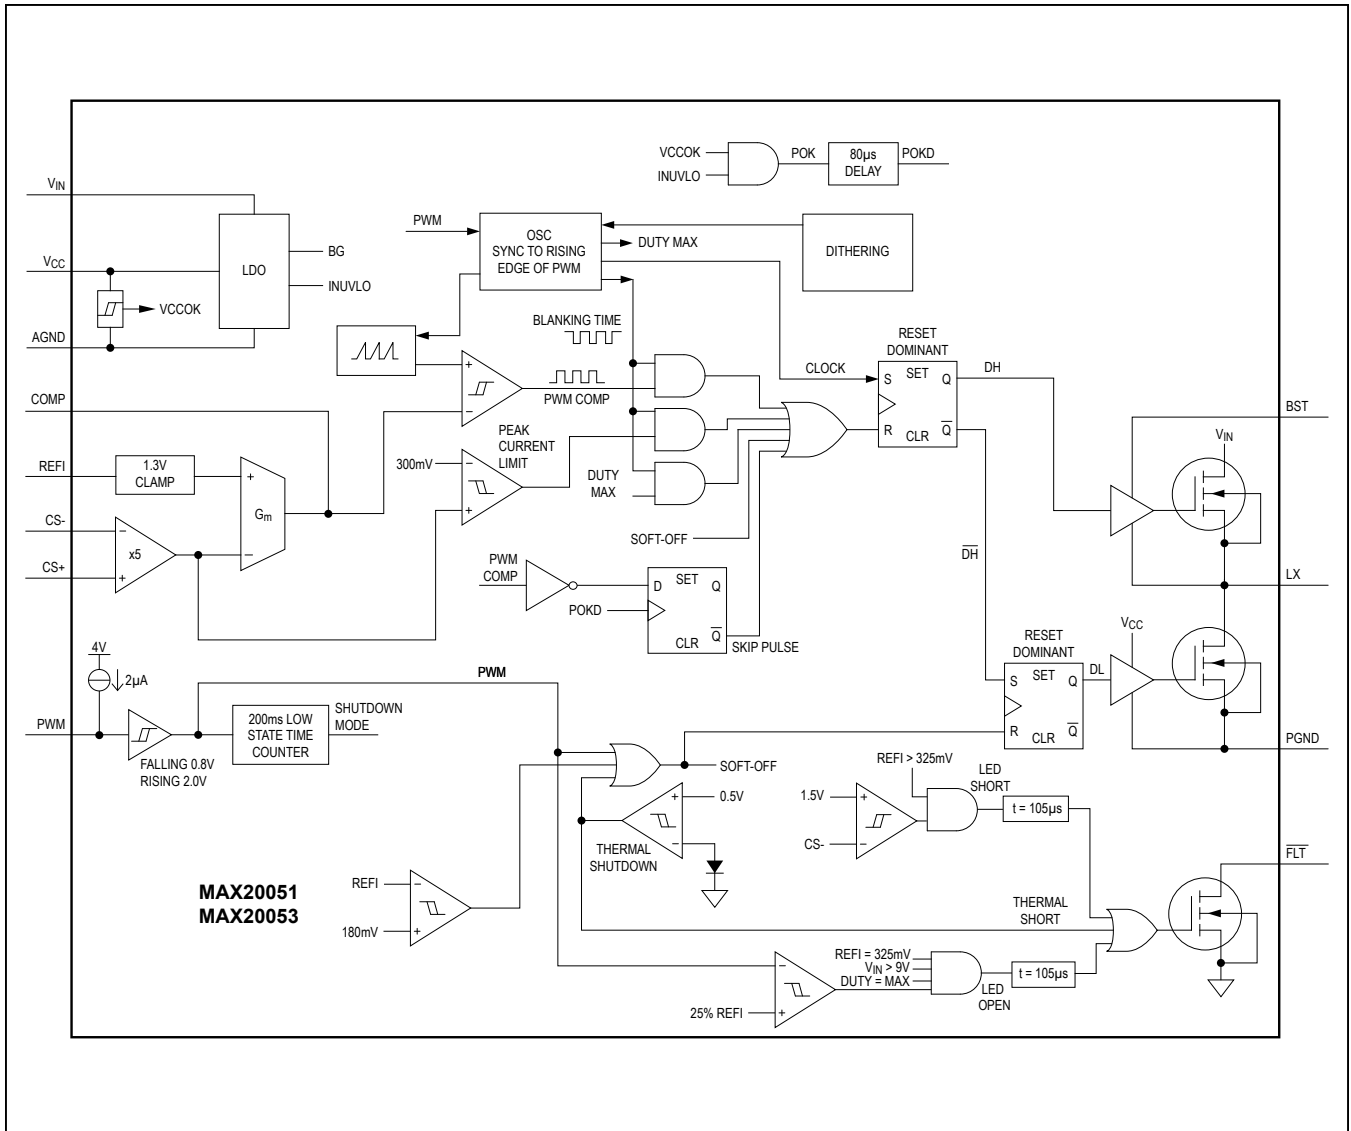 VCCOK
INUVLO
POK
80µs
DELAY
POKD
VIN
VCC
AGND
LDO
BG
INUVLO
VCCOK
PWM
OSC
SYNC TO RISING
EDGE OF PWM
DUTY MAX
DITHERING
BLANKING TIME
+
−
PWM COMP
COMP
REFI
1.3V
CLAMP
+
−
Gm
CS-
CS+
−
+
x5
300mV
−
+
PEAK
CURRENT
LIMIT
DUTY
MAX
SOFT-OFF
CLOCK
RESET
DOMINANT
S
SET
Q
R
CLR
Q
DH
DH
PWM
COMP
POKD
D
SET
Q
CLR
Q
SKIP PULSE
BST
VIN
LX
RESET
DOMINANT
S
SET
Q
R
CLR
Q
DL
VCC
PGND
4V
2µA
PWM
FALLING 0.8V
RISING 2.0V
200ms LOW
STATE TIME
COUNTER
SHUTDOWN
MODE
PWM
SOFT-OFF
+
−
0.5V
THERMAL
SHUTDOWN
REFI > 325mV
1.5V
+
CS-
−
LED
SHORT
t = 105µs
FLT
THERMAL
SHORT
MAX20051
MAX20053
REFI
−
180mV
+
−
25% REFI
+
REFI = 325mV
VIN > 9V
DUTY = MAX
LED
OPEN
t = 105µs